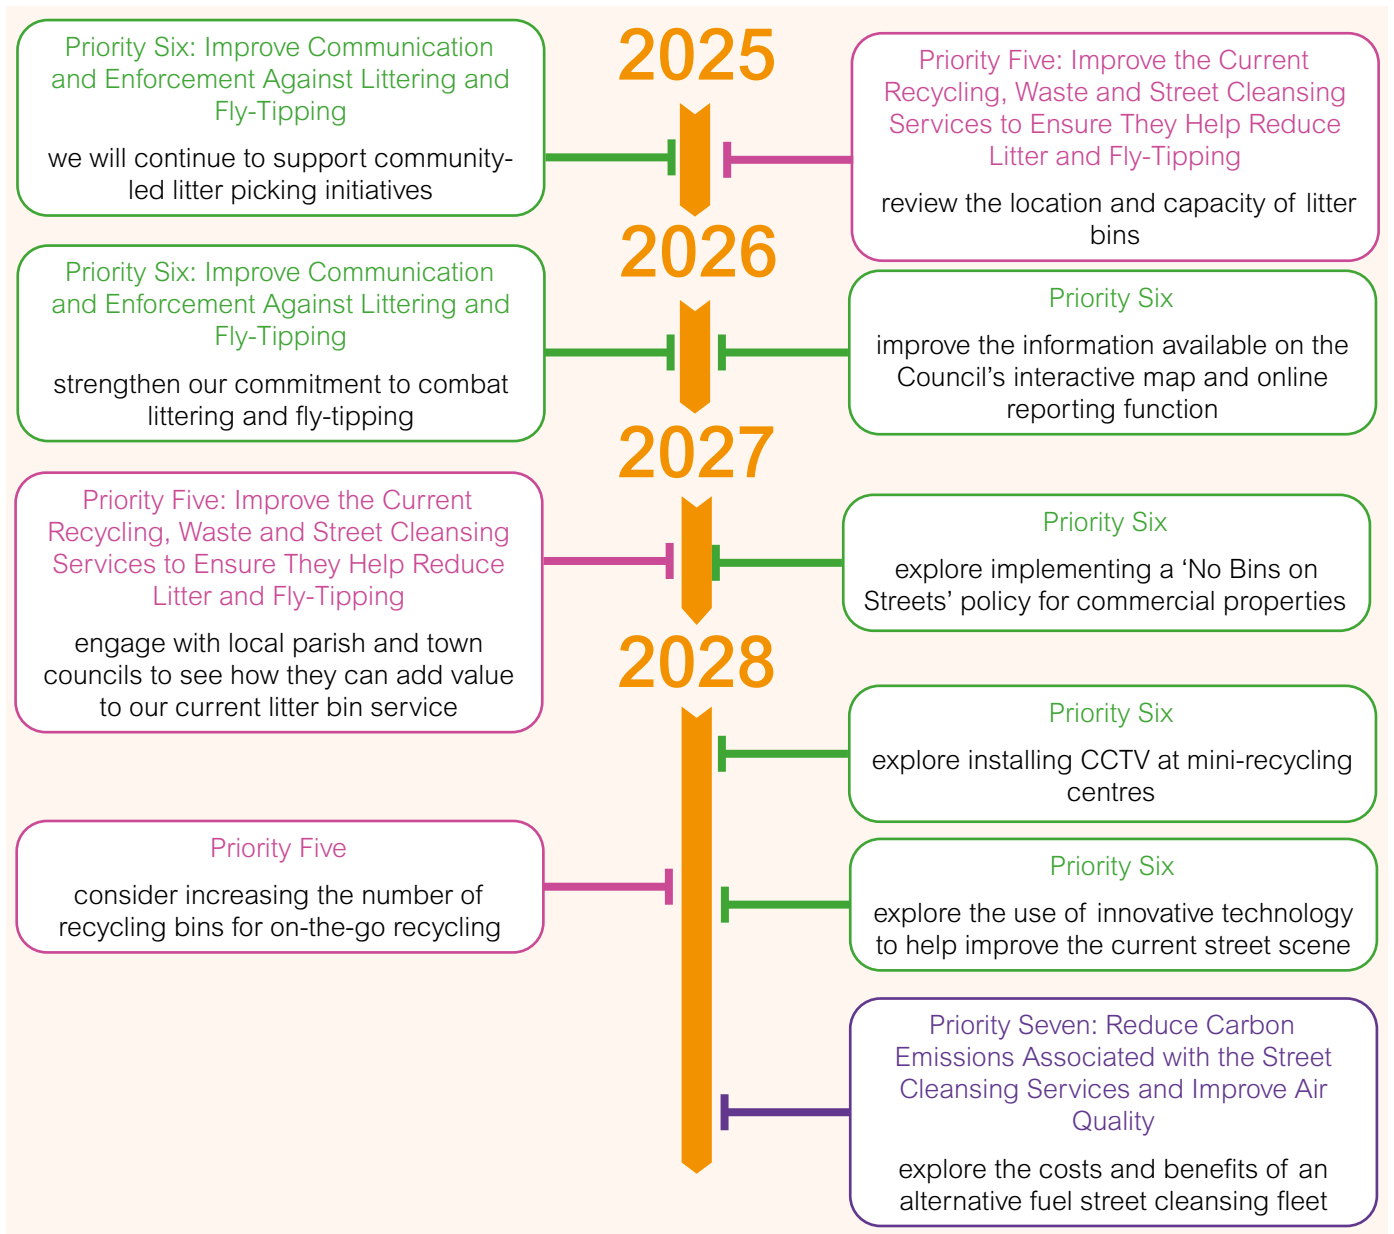 2025
Priority Six: Improve Communication
and Enforcement Against Littering and
Fly-Tipping
we will continue to support community-
led litter picking initiatives
Priority Five: Improve the Current
Recycling, Waste and Street Cleansing
Services to Ensure They Help Reduce
Litter and Fly-Tipping
review the location and capacity of litter
bins
2026
Priority Six: Improve Communication
and Enforcement Against Littering and
Fly-Tipping
strengthen our commitment to combat
littering and fly-tipping
Priority Six
improve the information available on the
Council’s interactive map and online
reporting function
2027
Priority Five: Improve the Current
Recycling, Waste and Street Cleansing
Services to Ensure They Help Reduce
Litter and Fly-Tipping
engage with local parish and town
councils to see how they can add value
to our current litter bin service
Priority Six
explore implementing a ‘No Bins on
Streets’ policy for commercial properties
2028
Priority Six
explore installing CCTV at mini-recycling
centres
Priority Five
consider increasing the number of
recycling bins for on-the-go recycling
Priority Six
explore the use of innovative technology
to help improve the current street scene
Priority Seven: Reduce Carbon
Emissions Associated with the Street
Cleansing Services and Improve Air
Quality
explore the costs and benefits of an
alternative fuel street cleansing fleet